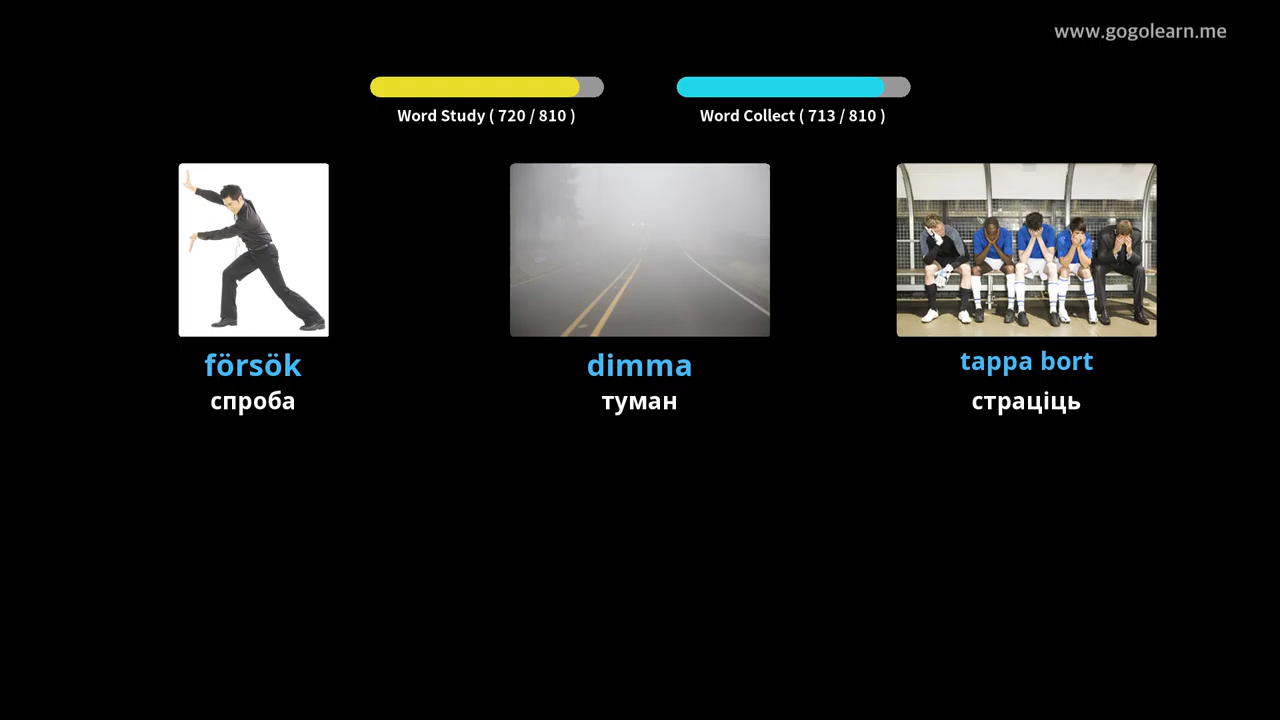 www.gogolearn.me
Word Study ( 720 / 810 )
Word Collect ( 713 / 810 )
försök
dimma
tappa bort
спроба
туман
страціць